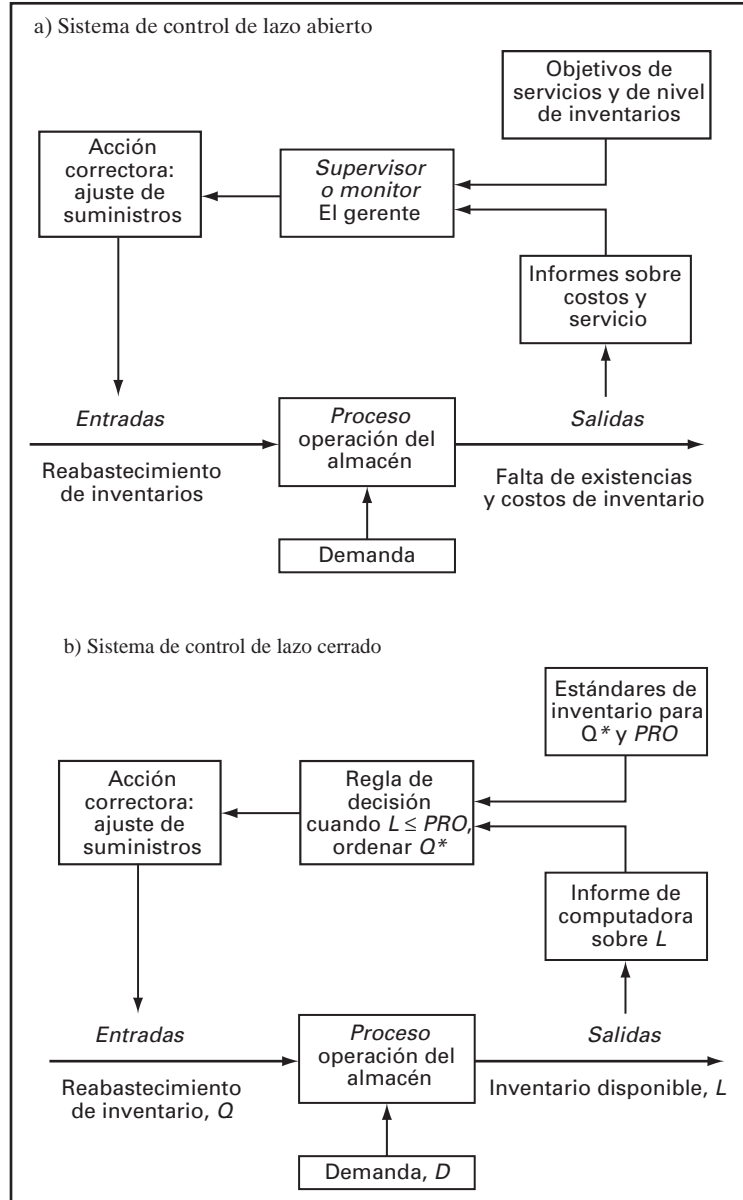 a) Sistema de control de lazo abierto
Objetivos de
servicios y de nivel
de inventarios
Acción
correctora:
ajuste de
suministros
Supervisor
o monitor
El gerente
Informes sobre
costos y
servicio
Entradas
Reabastecimiento
de inventarios
Proceso
operación del
almacén
Salidas
Falta de existencias
y costos de inventario
Demanda
b) Sistema de control de lazo cerrado
Estándares de
inventario para
Q* y PRO
Acción
correctora:
ajuste de
suministros
Regla de
decisión
cuando L ≤ PRO,
ordenar Q*
Informe de
computadora
sobre L
Entradas
Reabastecimiento
de inventario, Q
Proceso
operación del
almacén
Salidas
Inventario disponible, L
Demanda, D